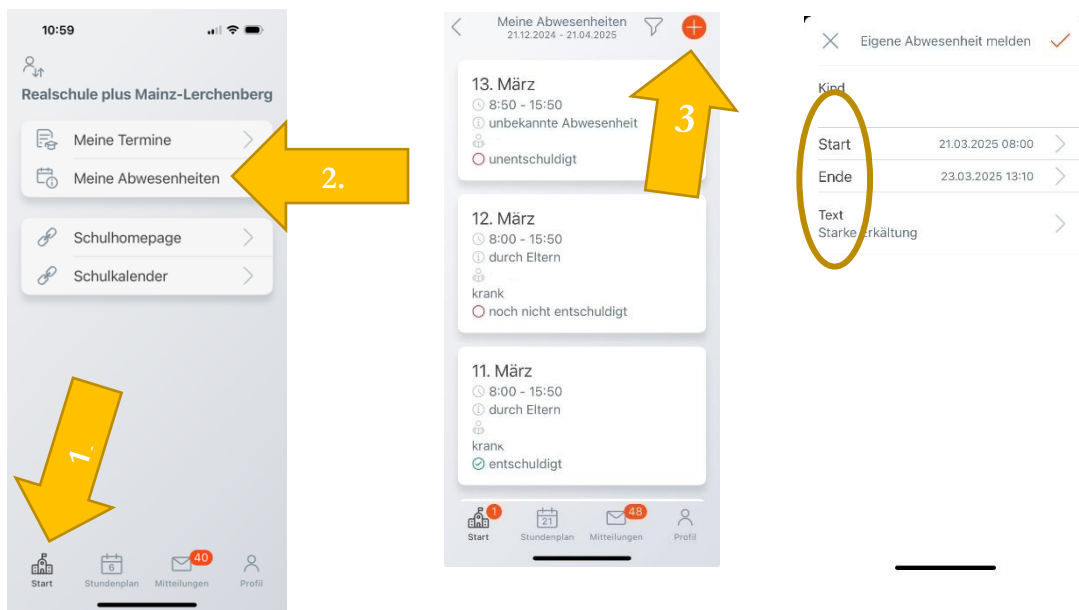 10:59
Realschule plus Mainz-Lerchenberg
Meine Termine
Meine Abwesenheiten
2.
Schulhomepage
Schulkalender
1.
40
6
Start
Stundenplan
Mitteilungen
Profil
Meine Abwesenheiten
21.12.2024 - 21.04.2025
3
13. März
8:50 - 15:50
unbekannte Abwesenheit
unentschuldigt
12. März
8:00 - 15:50
durch Eltern
krank
noch nicht entschuldigt
11. März
8:00 - 15:50
durch Eltern
krank
entschuldigt
1
21
48
Start
Stundenplan
Mitteilungen
Profil
Eigene Abwesenheit melden
Kind
Start 21.03.2025 08:00
Ende 23.03.2025 13:10
Text
Starke Erkältung